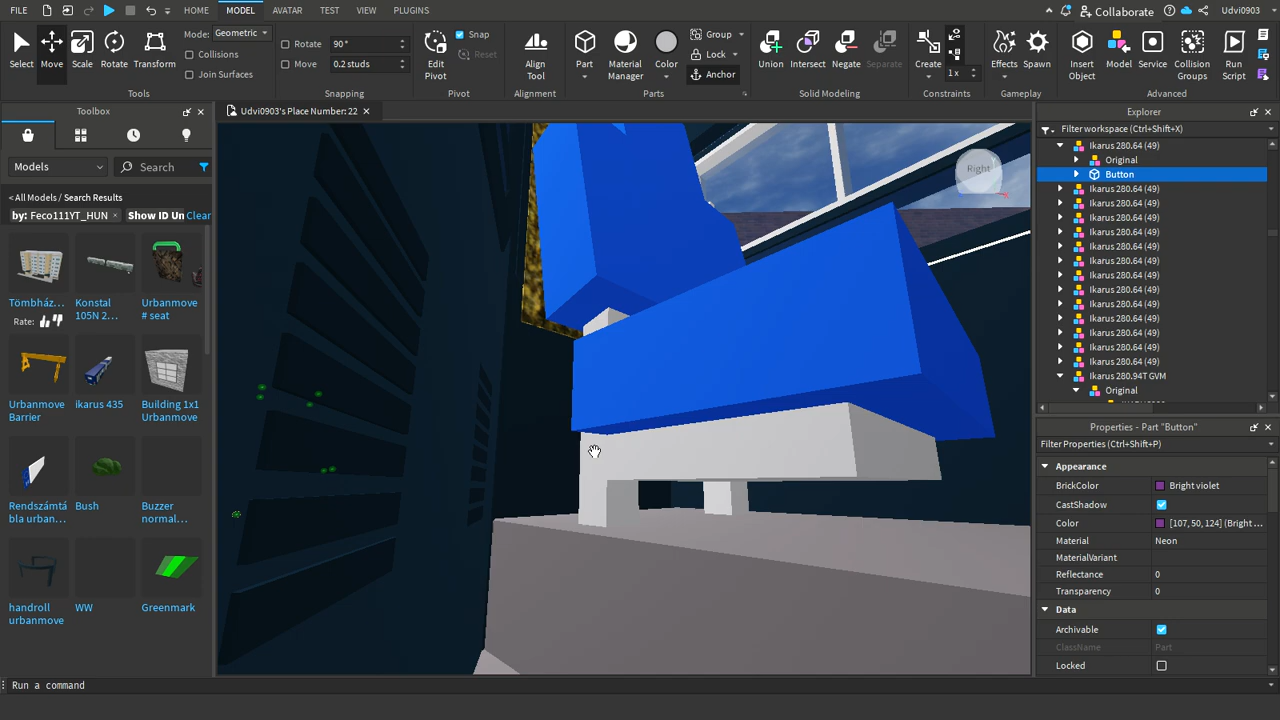 FILE HOME MODEL AVATAR TEST VIEW PLUGINS Collaborate Udvi0903
Mode: Geometric Rotate 90° Snap Group
Collisions Move 0.2 studs Reset Lock
Join Surfaces Anchor 1 x
Select Move Scale Rotate Transform Edit Pivot Align Tool Part Material Manager Color Union Intersect Negate Separate Create Effects Spawn Insert Object Model Service Collision Groups Run Script
Tools Snapping Pivot Alignment Parts Solid Modeling Constraints Gameplay Advanced
Toolbox
Udvi0903's Place Number: 22
Explorer
Models Search
< All Models / Search Results
by: Feco111YT_HUN Show ID Un Clear
Tömbház...
Konstal 105N 2...
Urbanmove # seat
Rate:
Urbanmove Barrier
ikarus 435
Building 1x1 Urbanmove
Rendszámtá bla urban...
Bush
Buzzer normal...
handroll urbanmove
WW
Greenmark
Right
Filter workspace (Ctrl+Shift+X)
Ikarus 280.64 (49)
Original
Button
Ikarus 280.64 (49)
Ikarus 280.64 (49)
Ikarus 280.64 (49)
Ikarus 280.64 (49)
Ikarus 280.64 (49)
Ikarus 280.64 (49)
Ikarus 280.64 (49)
Ikarus 280.64 (49)
Ikarus 280.64 (49)
Ikarus 280.64 (49)
Ikarus 280.64 (49)
Ikarus 280.64 (49)
Ikarus 280.64 (49)
Ikarus 280.94T GVM
Original
Properties - Part "Button"
Filter Properties (Ctrl+Shift+P)
Appearance
BrickColor Bright violet
CastShadow
Color [107, 50, 124] (Bright ...
Material Neon
MaterialVariant
Reflectance 0
Transparency 0
Data
Archivable
ClassName Part
Locked
Run a command